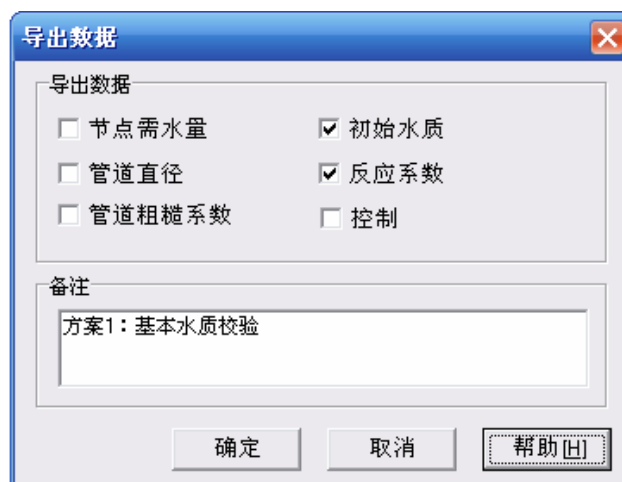 导出数据
导出数据
节点需水量 初始水质
管道直径 反应系数
管道粗糙系数 控制
备注
方案1：基本水质校验
确定 取消 帮助[H]